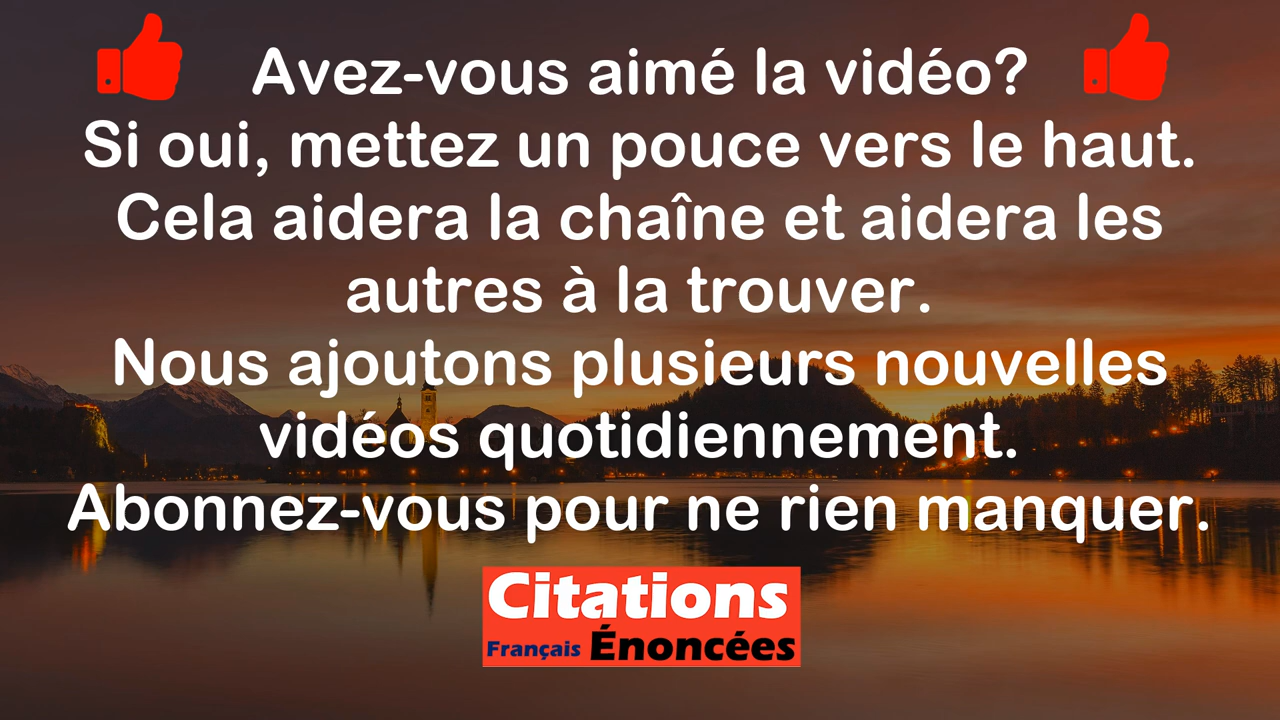 Avez-vous aimé la vidéo?
Si oui, mettez un pouce vers le haut.
Cela aidera la chaîne et aidera les
autres à la trouver.
Nous ajoutons plusieurs nouvelles
vidéos quotidiennement.
Abonnez-vous pour ne rien manquer.
Citations
Français Énoncées